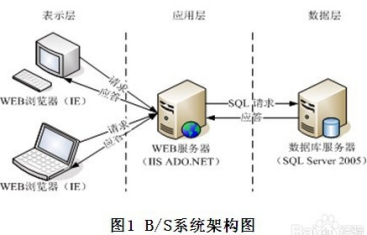 表示层
应用层
数据层
请求
应答
WEB浏览器（IE）
请求
应答
WEB浏览器（IE）
SQL 请求
应答
WEB服务器
（IIS ADO.NET）
数据库服务器
（SQL Server 2005）
图1 B/S系统架构图
Bai